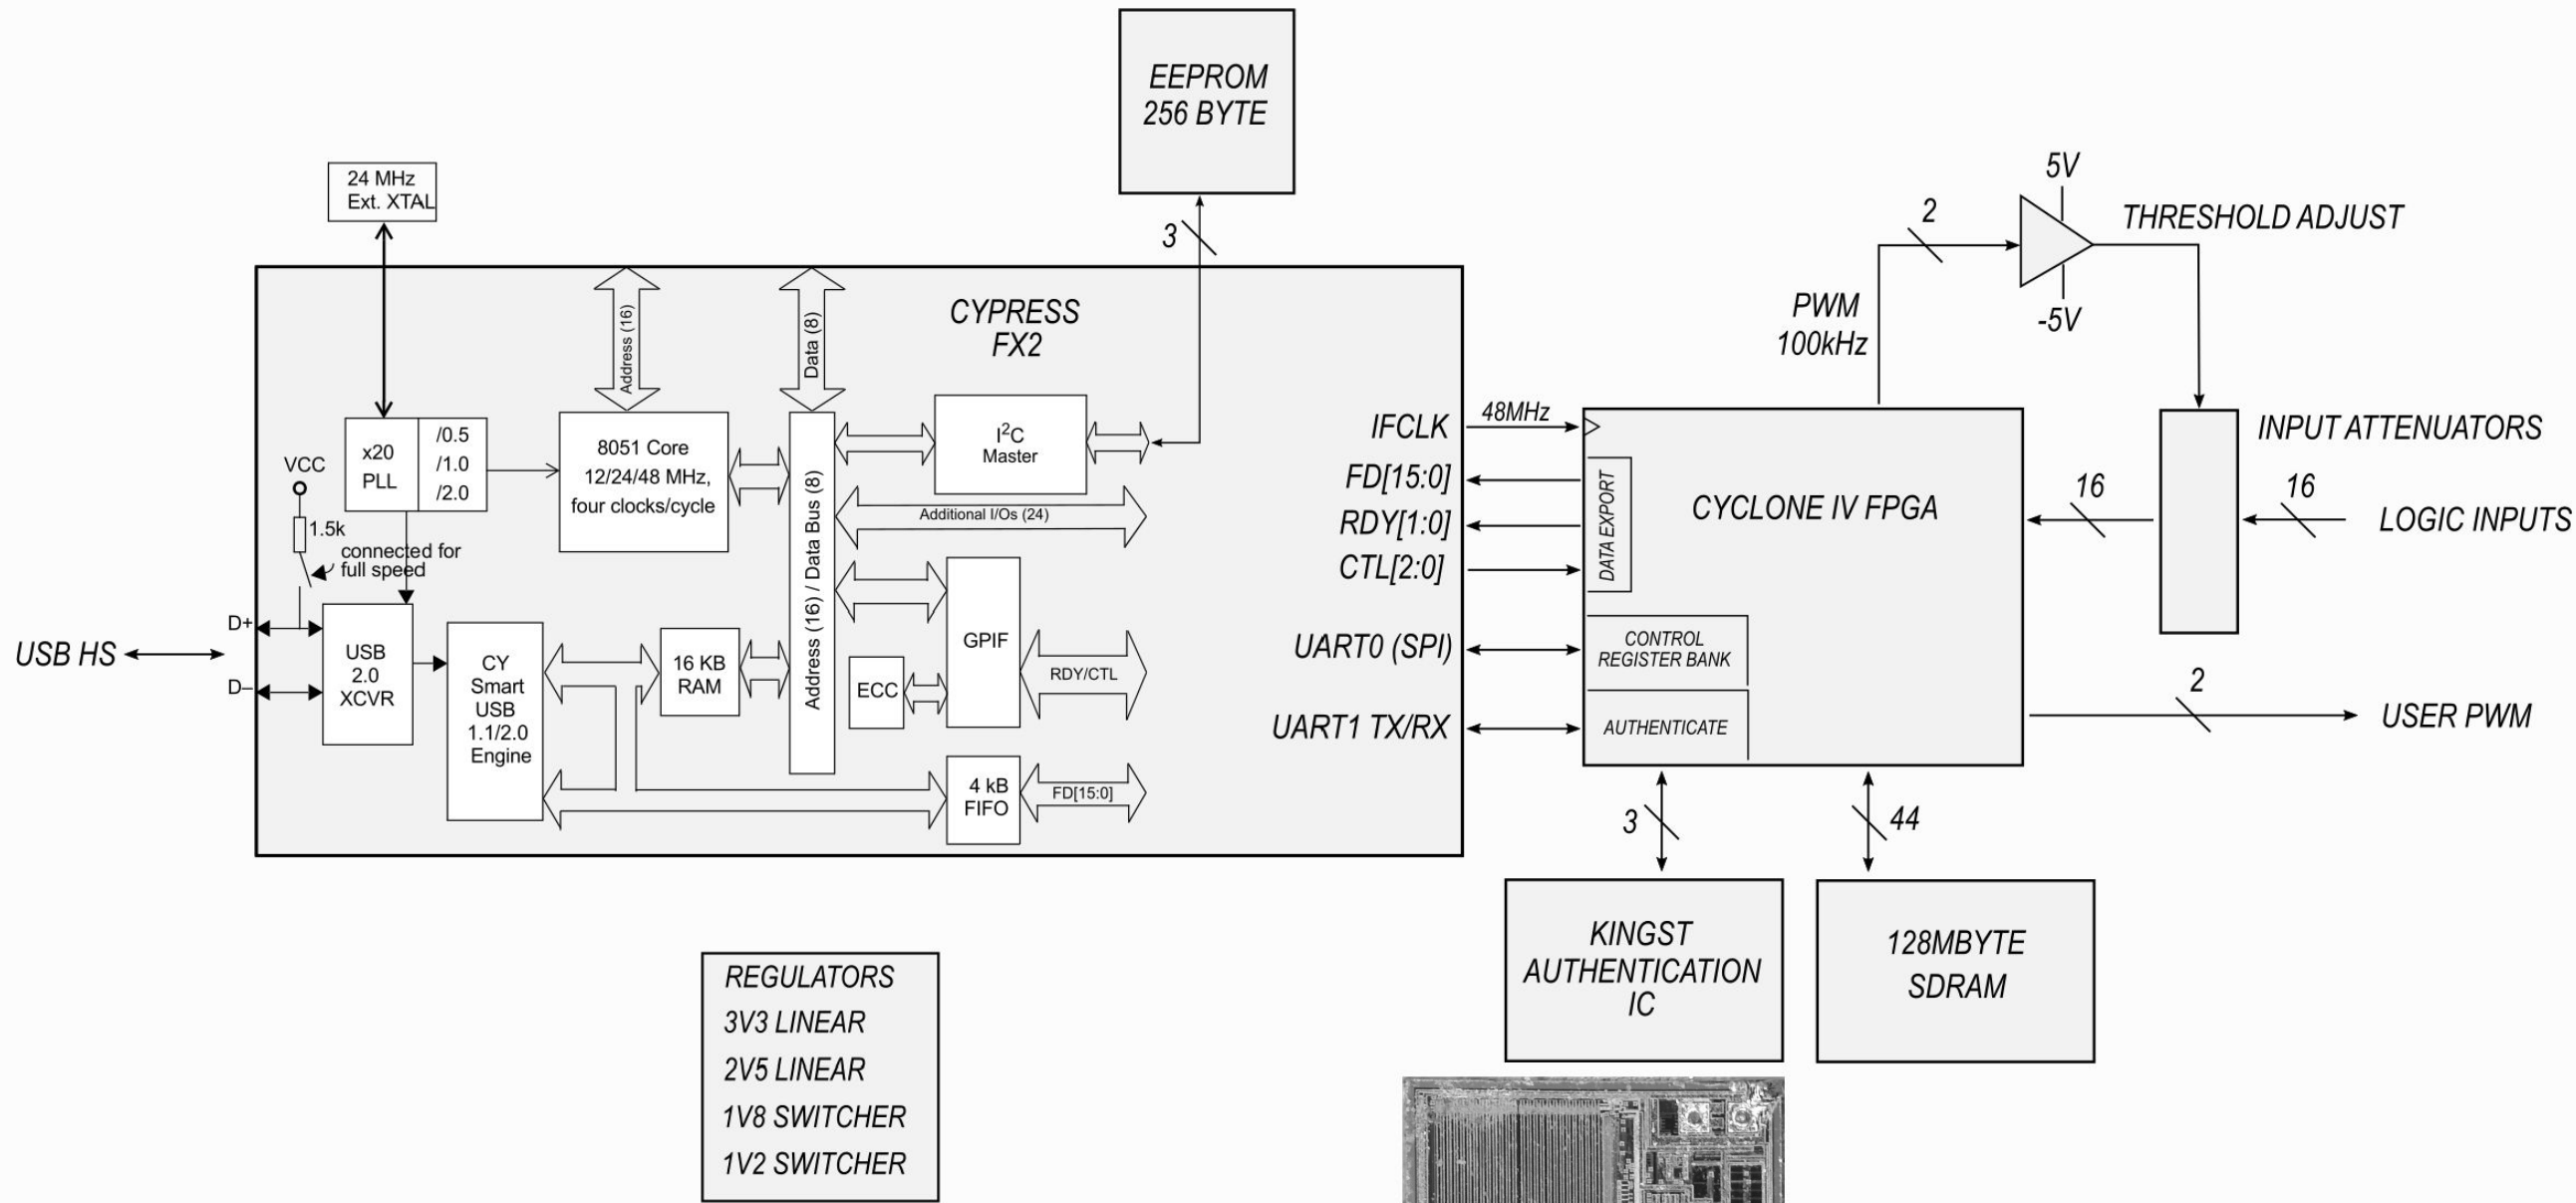 EEPROM
256 BYTE
3
24 MHz
Ext. XTAL
CYPRESS
FX2
Address (16)
Data (8)
x20
PLL
/0.5
/1.0
/2.0
VCC
1.5k
connected for
full speed
8051 Core
12/24/48 MHz,
four clocks/cycle
I²C
Master
Additional I/Os (24)
Address (16) / Data Bus (8)
USB HS
D+
D–
USB
2.0
XCVR
CY
Smart
USB
1.1/2.0
Engine
16 KB
RAM
ECC
GPIF
RDY/CTL
4 kB
FIFO
FD[15:0]
IFCLK
48MHz
FD[15:0]
RDY[1:0]
CTL[2:0]
UART0 (SPI)
UART1 TX/RX
DATA EXPORT
CONTROL
REGISTER BANK
AUTHENTICATE
CYCLONE IV FPGA
PWM
100kHz
2
5V
-5V
THRESHOLD ADJUST
INPUT ATTENUATORS
16
16
LOGIC INPUTS
2
USER PWM
3
44
KINGST
AUTHENTICATION
IC
128MBYTE
SDRAM
REGULATORS
3V3 LINEAR
2V5 LINEAR
1V8 SWITCHER
1V2 SWITCHER